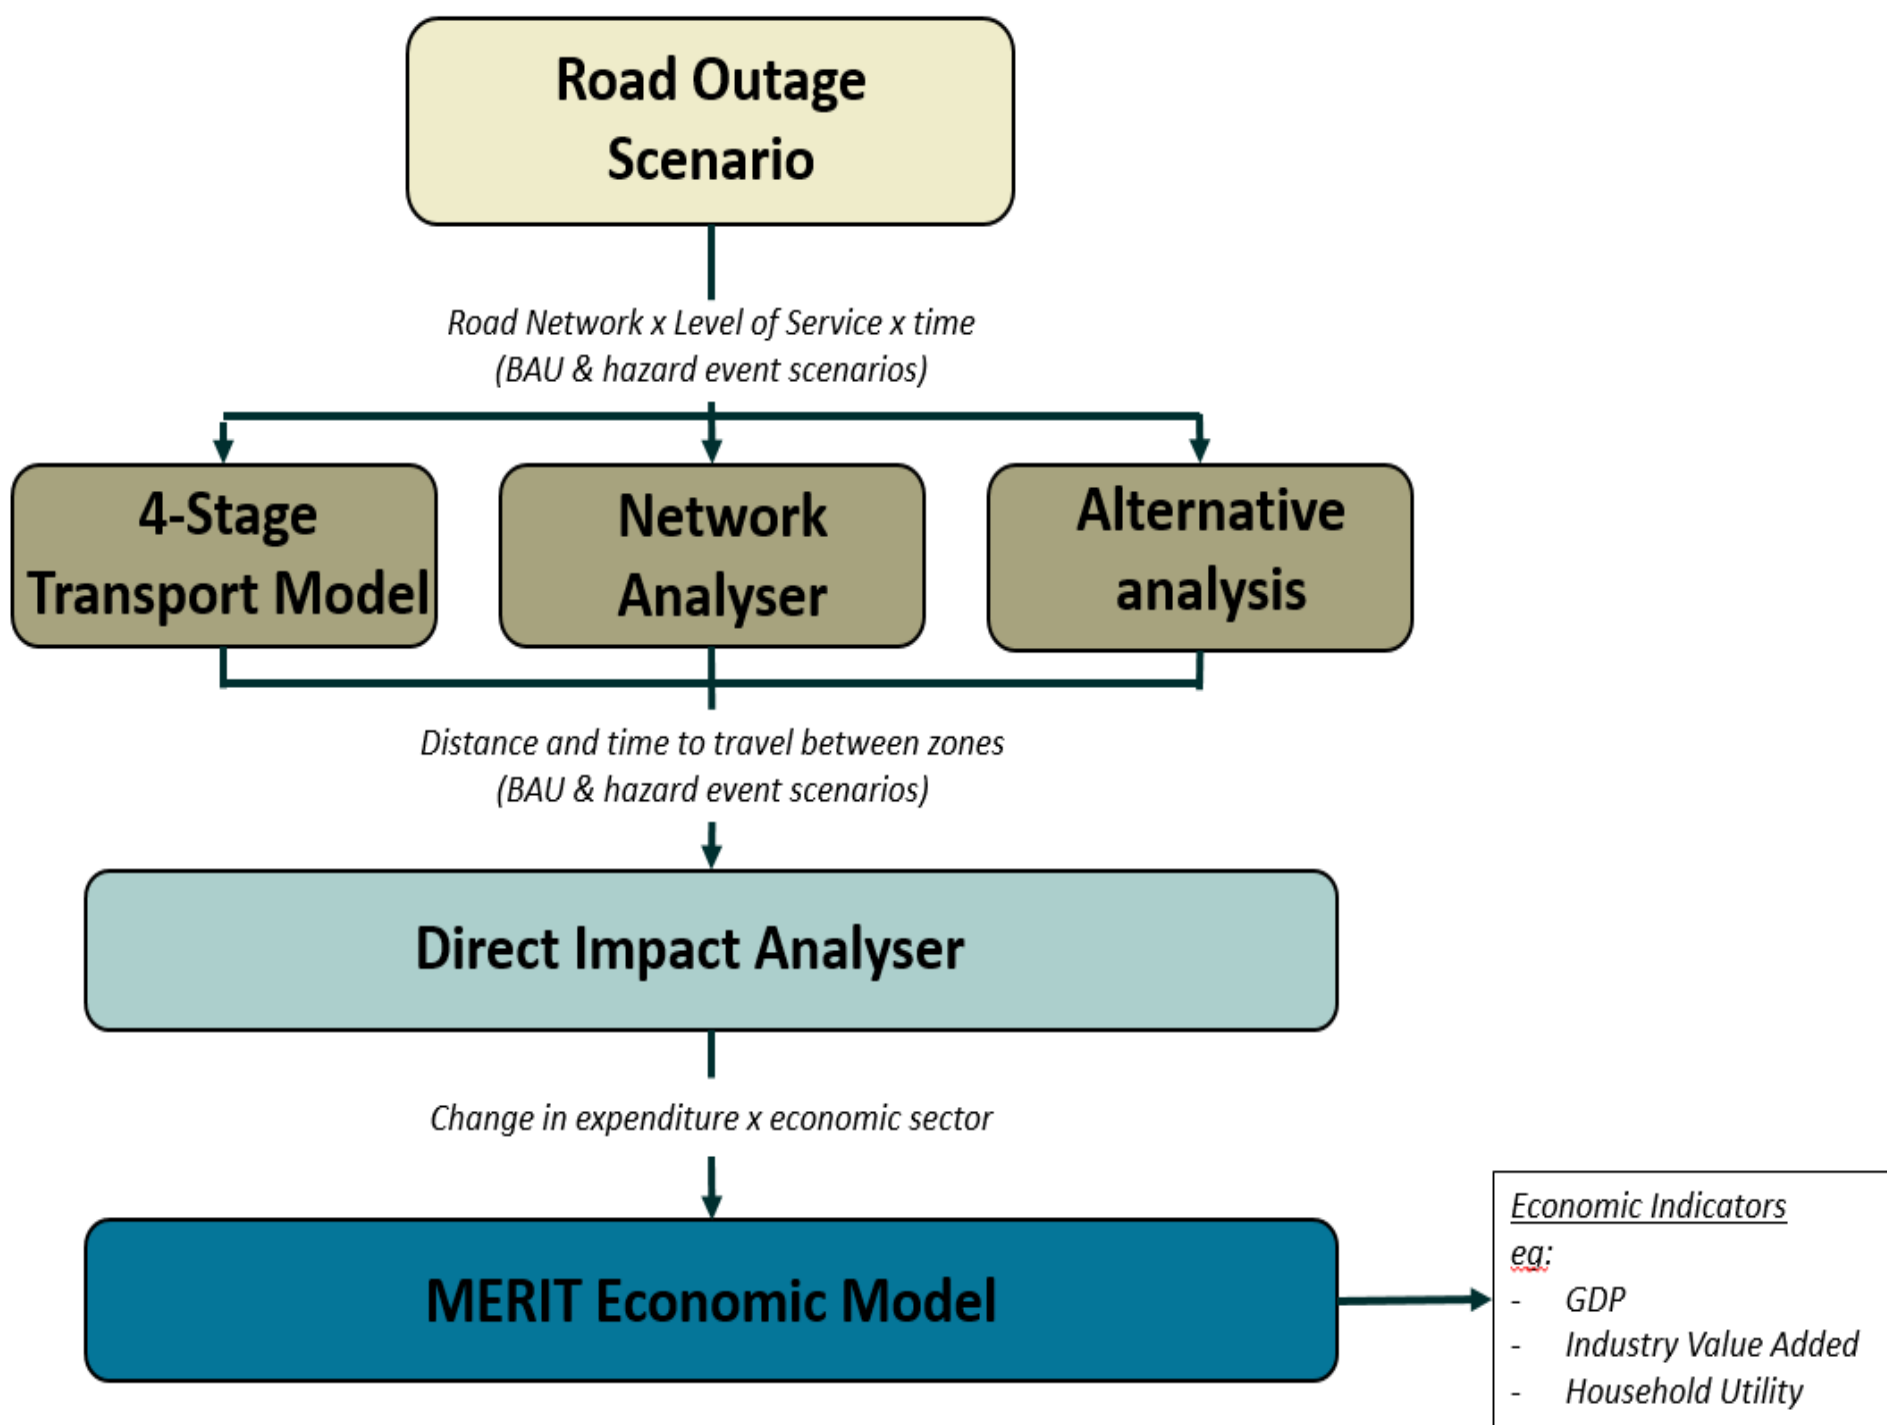 Road Outage
Scenario
Road Network x Level of Service x time
(BAU & hazard event scenarios)
4-Stage
Transport Model
Network
Analyser
Alternative
analysis
Distance and time to travel between zones
(BAU & hazard event scenarios)
Direct Impact Analyser
Change in expenditure x economic sector
MERIT Economic Model
Economic Indicators
eg:
- GDP
- Industry Value Added
- Household Utility